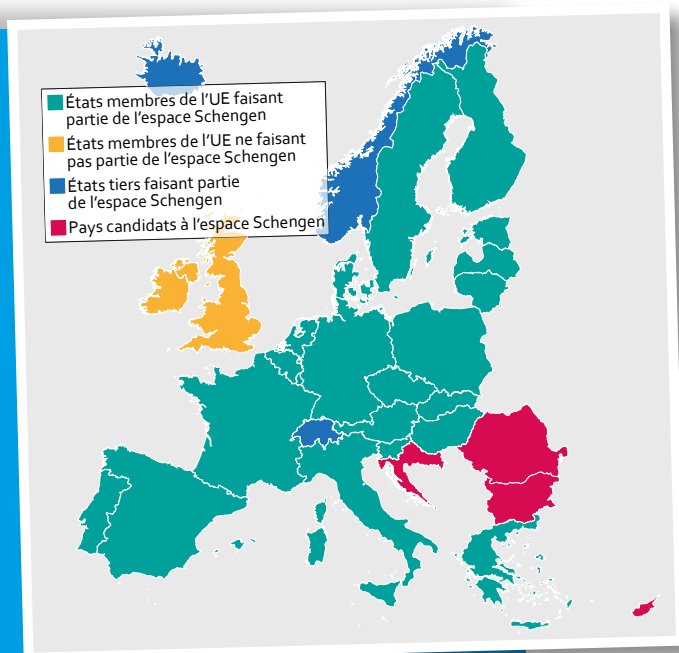 États membres de l'UE faisant
partie de l'espace Schengen
États membres de l'UE ne faisant
pas partie de l'espace Schengen
États tiers faisant partie
de l'espace Schengen
Pays candidats à l'espace Schengen